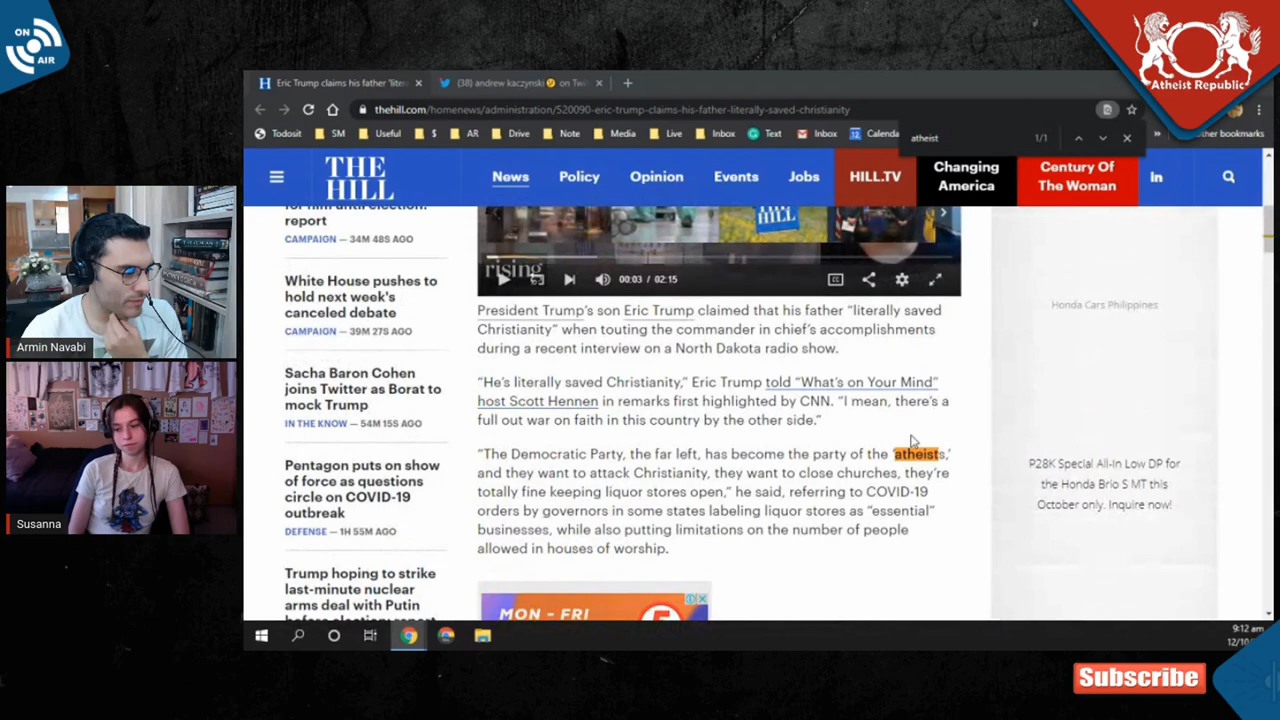 ON
AIR
Atheist Republic
Armin Navabi
Susanna
Eric Trump claims his father 'liter
(38) andrew kaczynski
thehill.com/homenews/administration/520090-eric-trump-claims-his-father-literally-saved-christianity
Todosit
SM
Useful
$
AR
Drive
Note
Media
Live
Inbox
Text
Inbox
Calenda
atheist
1/1
»
ther bookmarks
THE
HILL
News
Policy
Opinion
Events
Jobs
HILL.TV
Changing
America
Century Of
The Woman
in
for him until election:
report
CAMPAIGN — 34M 48S AGO
White House pushes to
hold next week's
canceled debate
CAMPAIGN — 39M 27S AGO
Sacha Baron Cohen
joins Twitter as Borat to
mock Trump
IN THE KNOW — 54M 15S AGO
Pentagon puts on show
of force as questions
circle on COVID-19
outbreak
DEFENSE — 1H 55M AGO
Trump hoping to strike
last-minute nuclear
arms deal with Putin
before election: report
THE
HILL
rising
00:03 / 02:15
President Trump's son Eric Trump claimed that his father “literally saved
Christianity” when touting the commander in chief's accomplishments
during a recent interview on a North Dakota radio show.
“He's literally saved Christianity,” Eric Trump told “What's on Your Mind”
host Scott Hennen in remarks first highlighted by CNN. “I mean, there's a
full out war on faith in this country by the other side.”
“The Democratic Party, the far left, has become the party of the ‘atheists,’
and they want to attack Christianity, they want to close churches, they're
totally fine keeping liquor stores open,” he said, referring to COVID-19
orders by governors in some states labeling liquor stores as “essential”
businesses, while also putting limitations on the number of people
allowed in houses of worship.
MON - FRI
Honda Cars Philippines
P28K Special All-In Low DP for
the Honda Brio S MT this
October only. Inquire now!
9:12 am
12/10
Subscribe